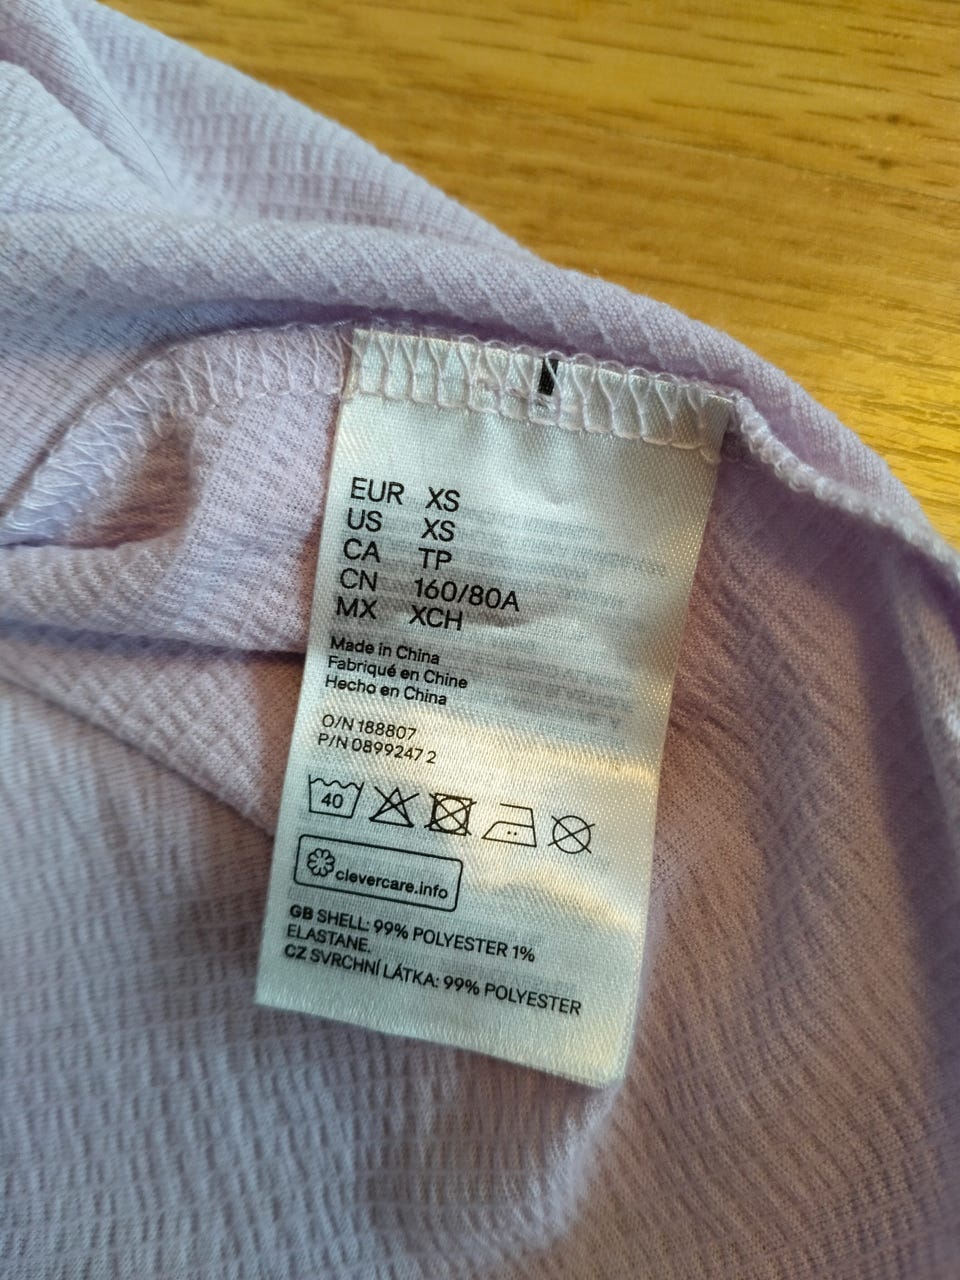 EUR XS
US XS
CA TP
CN 160/80A
MX XCH
Made in China
Fabriqué en Chine
Hecho en China
O/N 188807
P/N 0899247 2
40
clevercare.info
GB SHELL: 99% POLYESTER 1%
ELASTANE.
CZ SVRCHNÍ LÁTKA: 99% POLYESTER